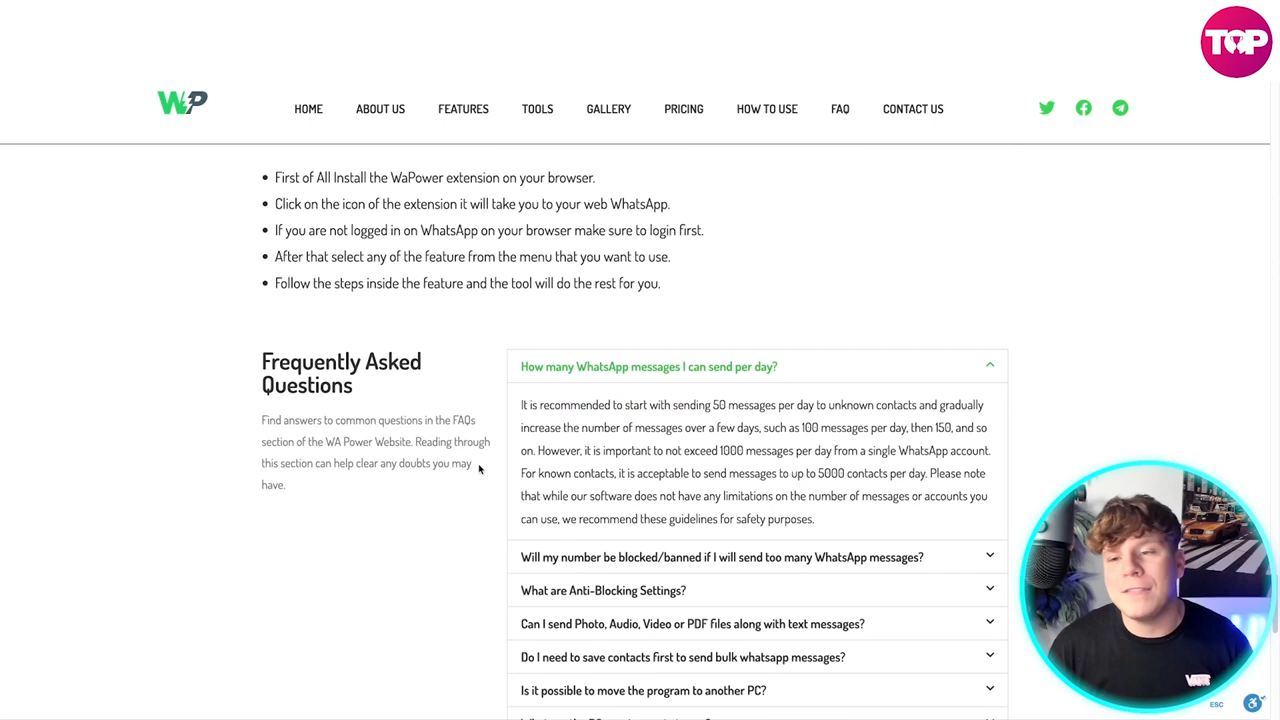 TOP
WP
HOME
ABOUT US
FEATURES
TOOLS
GALLERY
PRICING
HOW TO USE
FAQ
CONTACT US
First of All Install the WaPower extension on your browser.
Click on the icon of the extension it will take you to your web WhatsApp.
If you are not logged in on WhatsApp on your browser make sure to login first.
After that select any of the feature from the menu that you want to use.
Follow the steps inside the feature and the tool will do the rest for you.
Frequently Asked
Questions
Find answers to common questions in the FAQs
section of the WA Power Website. Reading through
this section can help clear any doubts you may
have.
How many WhatsApp messages I can send per day?
It is recommended to start with sending 50 messages per day to unknown contacts and gradually
increase the number of messages over a few days, such as 100 messages per day, then 150, and so
on. However, it is important to not exceed 1000 messages per day from a single WhatsApp account.
For known contacts, it is acceptable to send messages to up to 5000 contacts per day. Please note
that while our software does not have any limitations on the number of messages or accounts you
can use, we recommend these guidelines for safety purposes.
Will my number be blocked/banned if I will send too many WhatsApp messages?
What are Anti-Blocking Settings?
Can I send Photo, Audio, Video or PDF files along with text messages?
Do I need to save contacts first to send bulk whatsapp messages?
Is it possible to move the program to another PC?
VANS
ESC